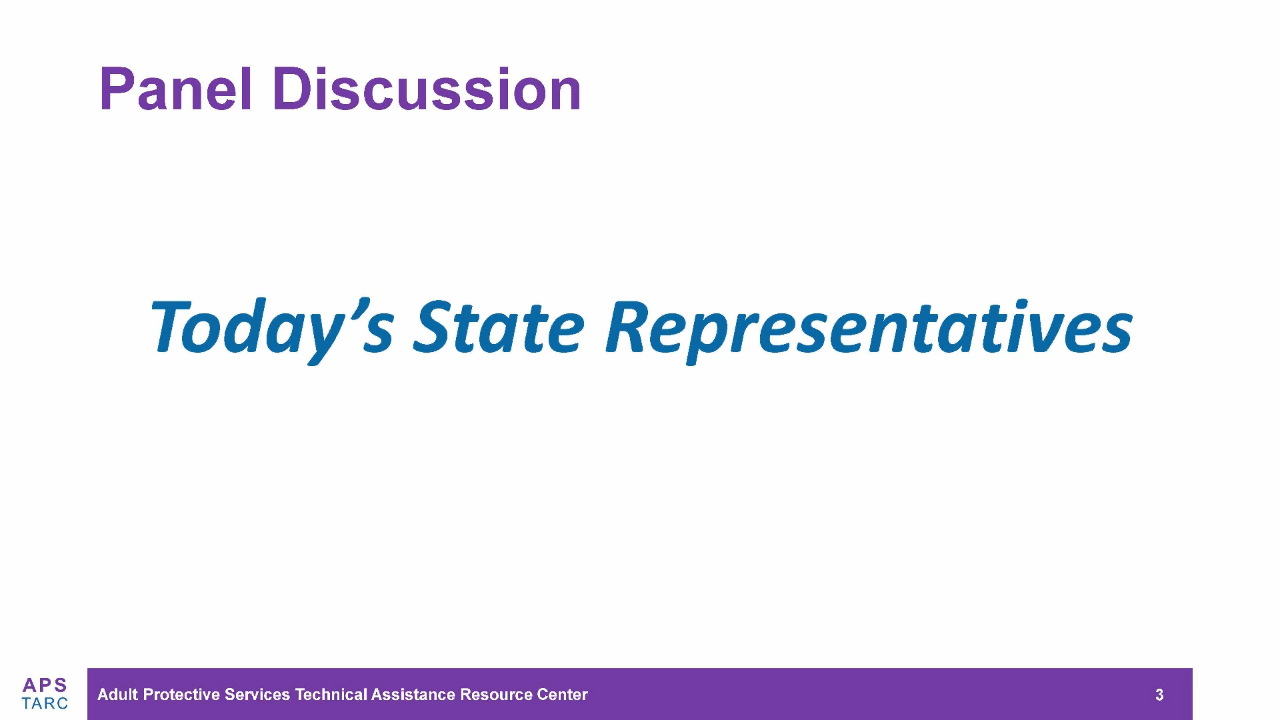 Panel Discussion
Today’s State Representatives
APS
TARC
Adult Protective Services Technical Assistance Resource Center
3